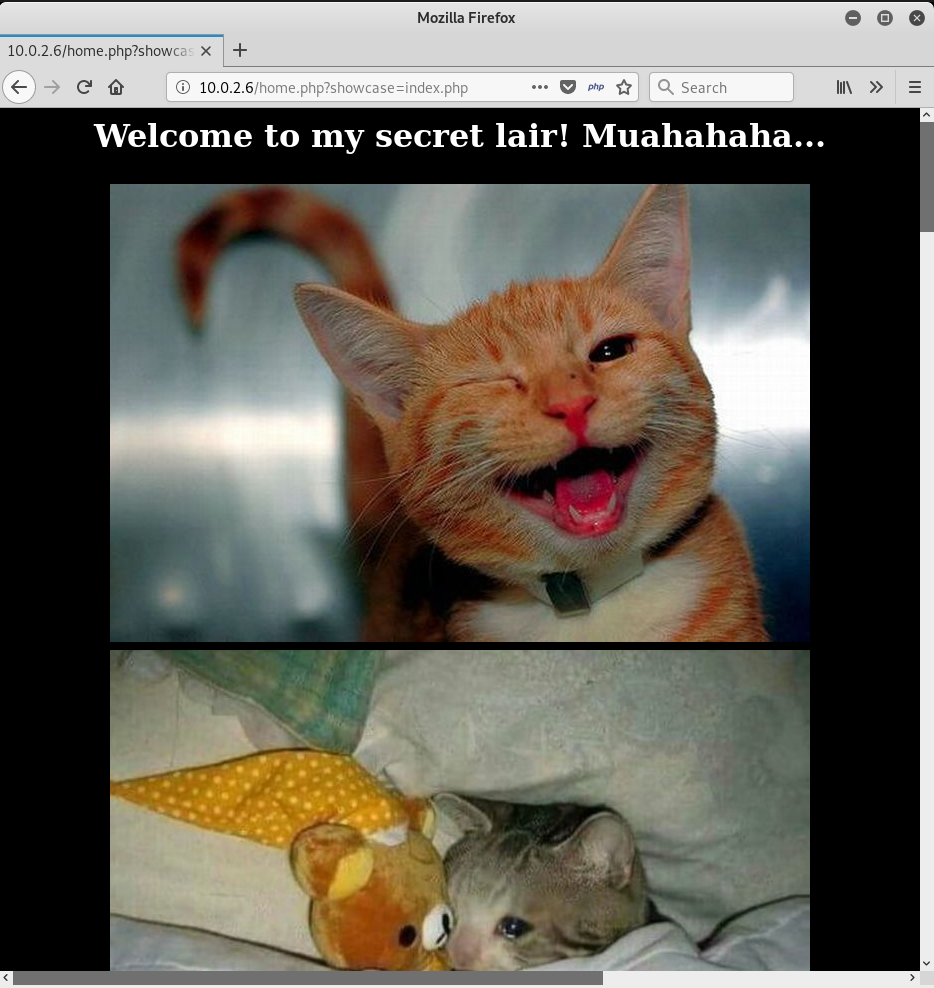 Mozilla Firefox
10.0.2.6/home.php?showcas
10.0.2.6/home.php?showcase=index.php
php
Search
Welcome to my secret lair! Muahahaha...